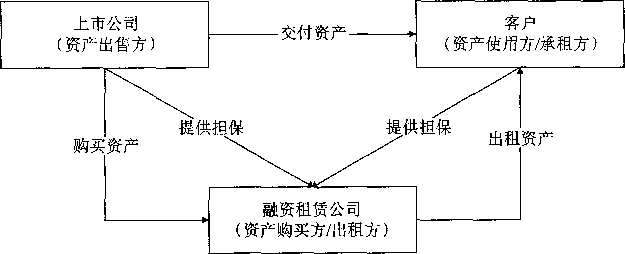 上市公司
（资产出售方）
交付资产
客户
（资产使用方/承租方）
购买资产
提供担保
提供担保
出租资产
融资租赁公司
（资产购买方/出租方）